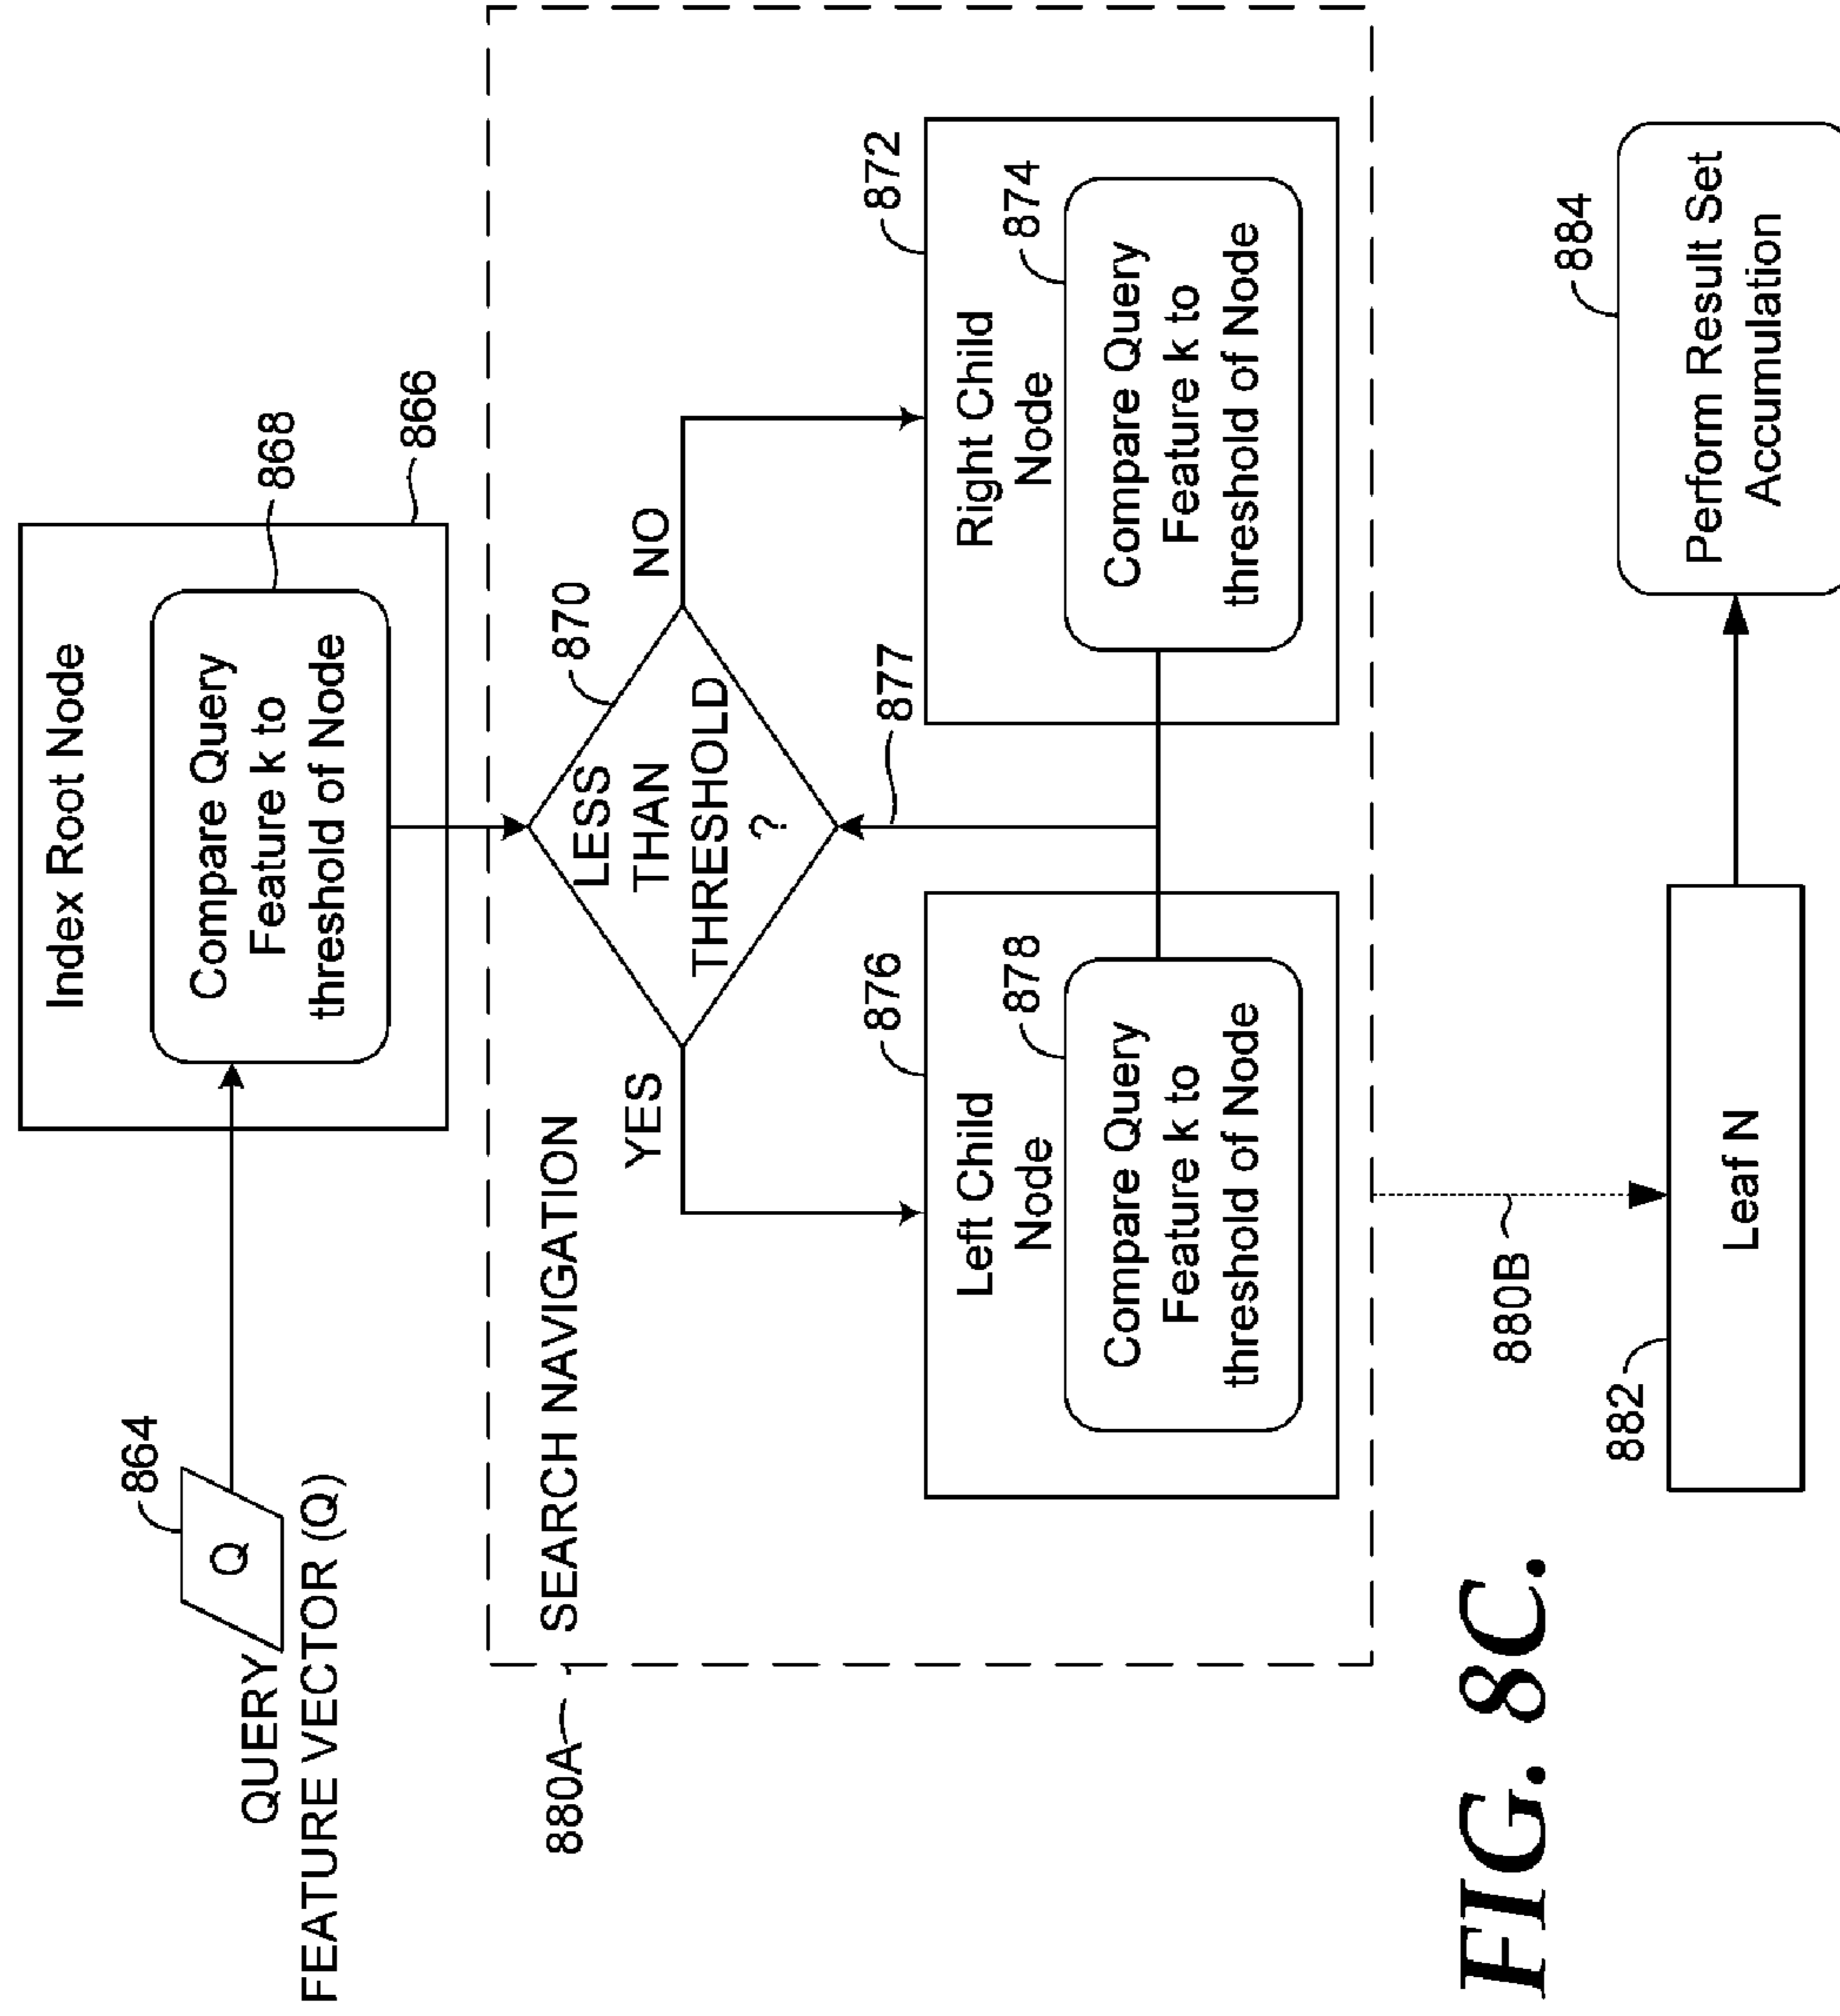 864
Q
QUERY
FEATURE VECTOR (Q)
Index Root Node
Compare Query
Feature k to
threshold of Node
868
866
880A
SEARCH NAVIGATION
870
LESS
THAN
THRESHOLD
?
YES
NO
877
876
Left Child
Node
878
Compare Query
Feature k to
threshold of Node
872
Right Child
Node
874
Compare Query
Feature k to
threshold of Node
880B
882
Leaf N
884
Perform Result Set
Accumulation
FIG. 8C.